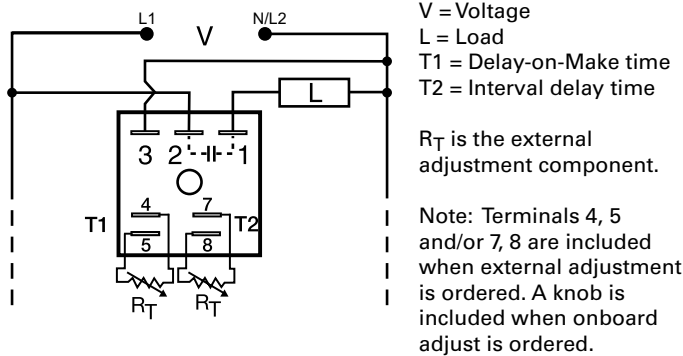 L1 V N/L2
L
3 2 1
4 7
T1 T2
5 8
RT RT
V = Voltage
L = Load
T1 = Delay-on-Make time
T2 = Interval delay time
RT is the external
adjustment component.
Note: Terminals 4, 5
and/or 7, 8 are included
when external adjustment
is ordered. A knob is
included when onboard
adjust is ordered.